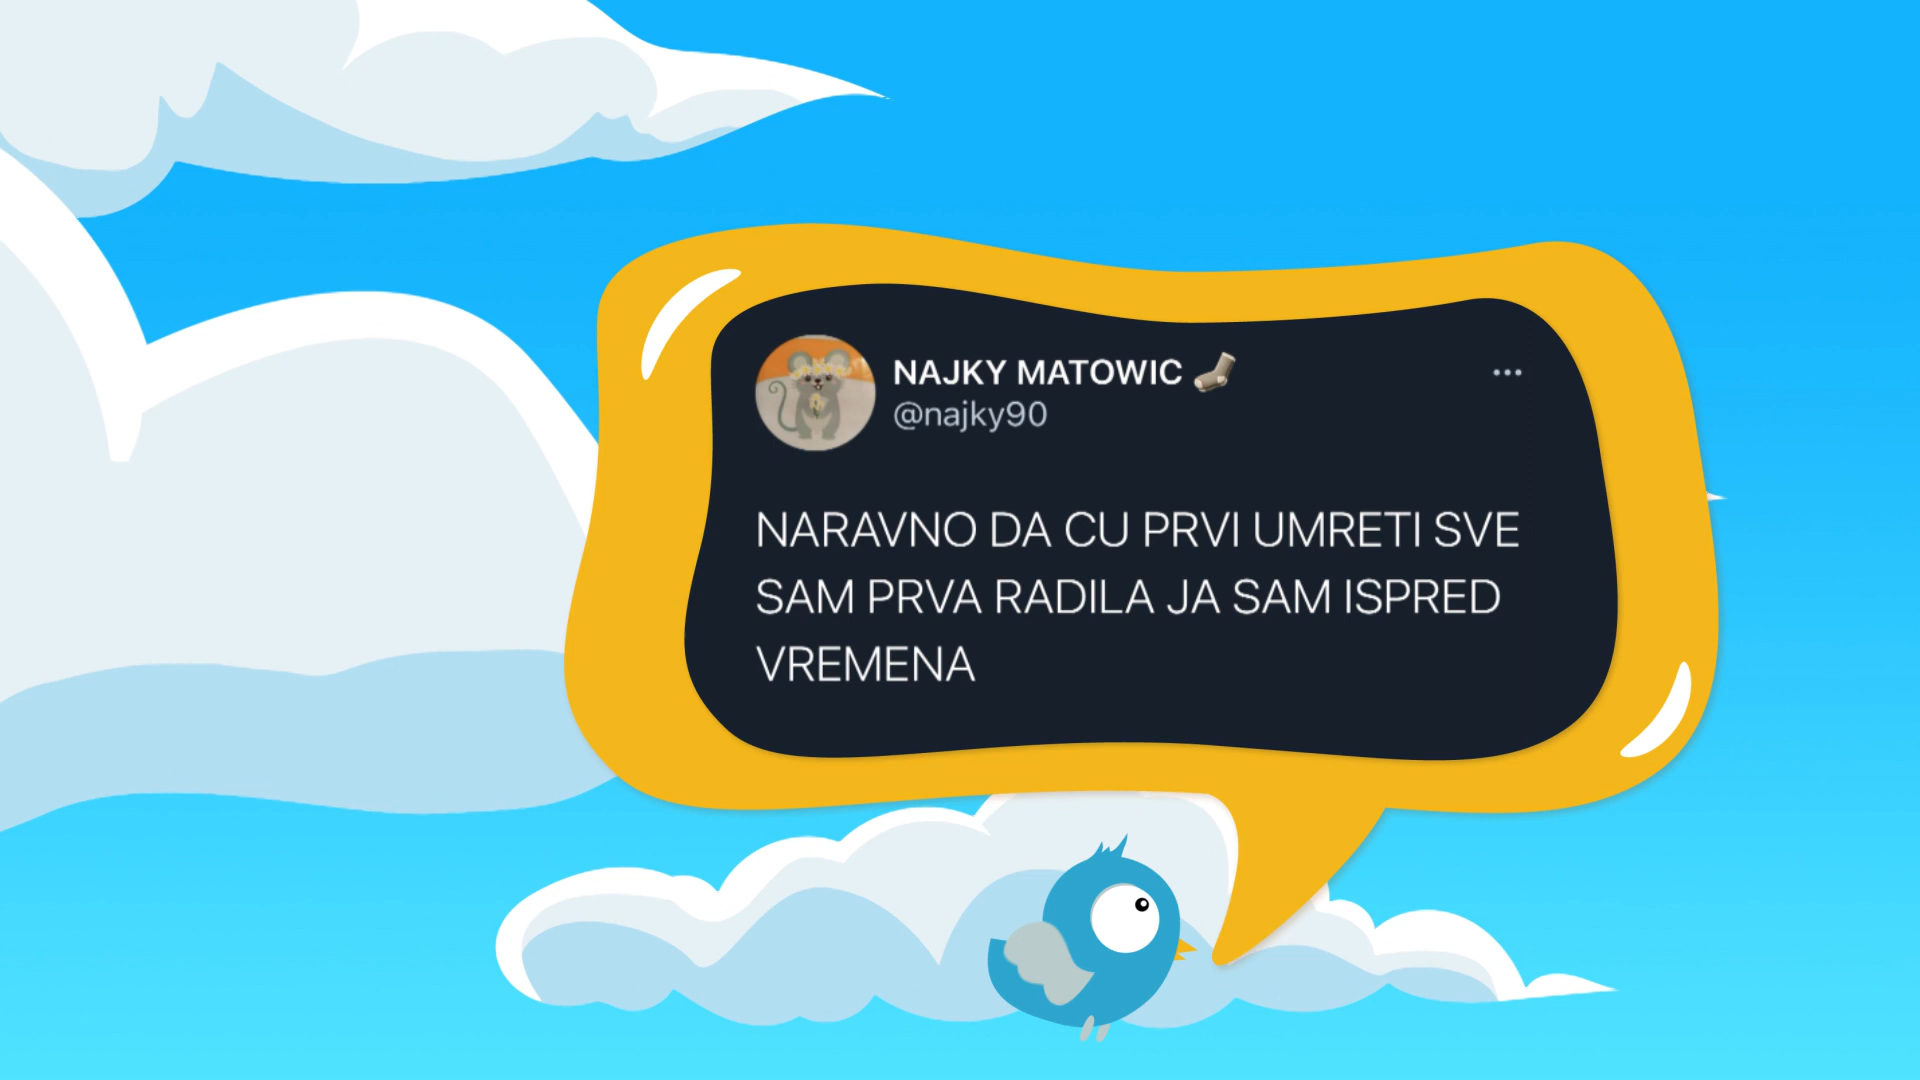 NAJKY MATOWIC 🧦
@najky90
NARAVNO DA CU PRVI UMRETI SVE
SAM PRVA RADILA JA SAM ISPRED
VREMENA